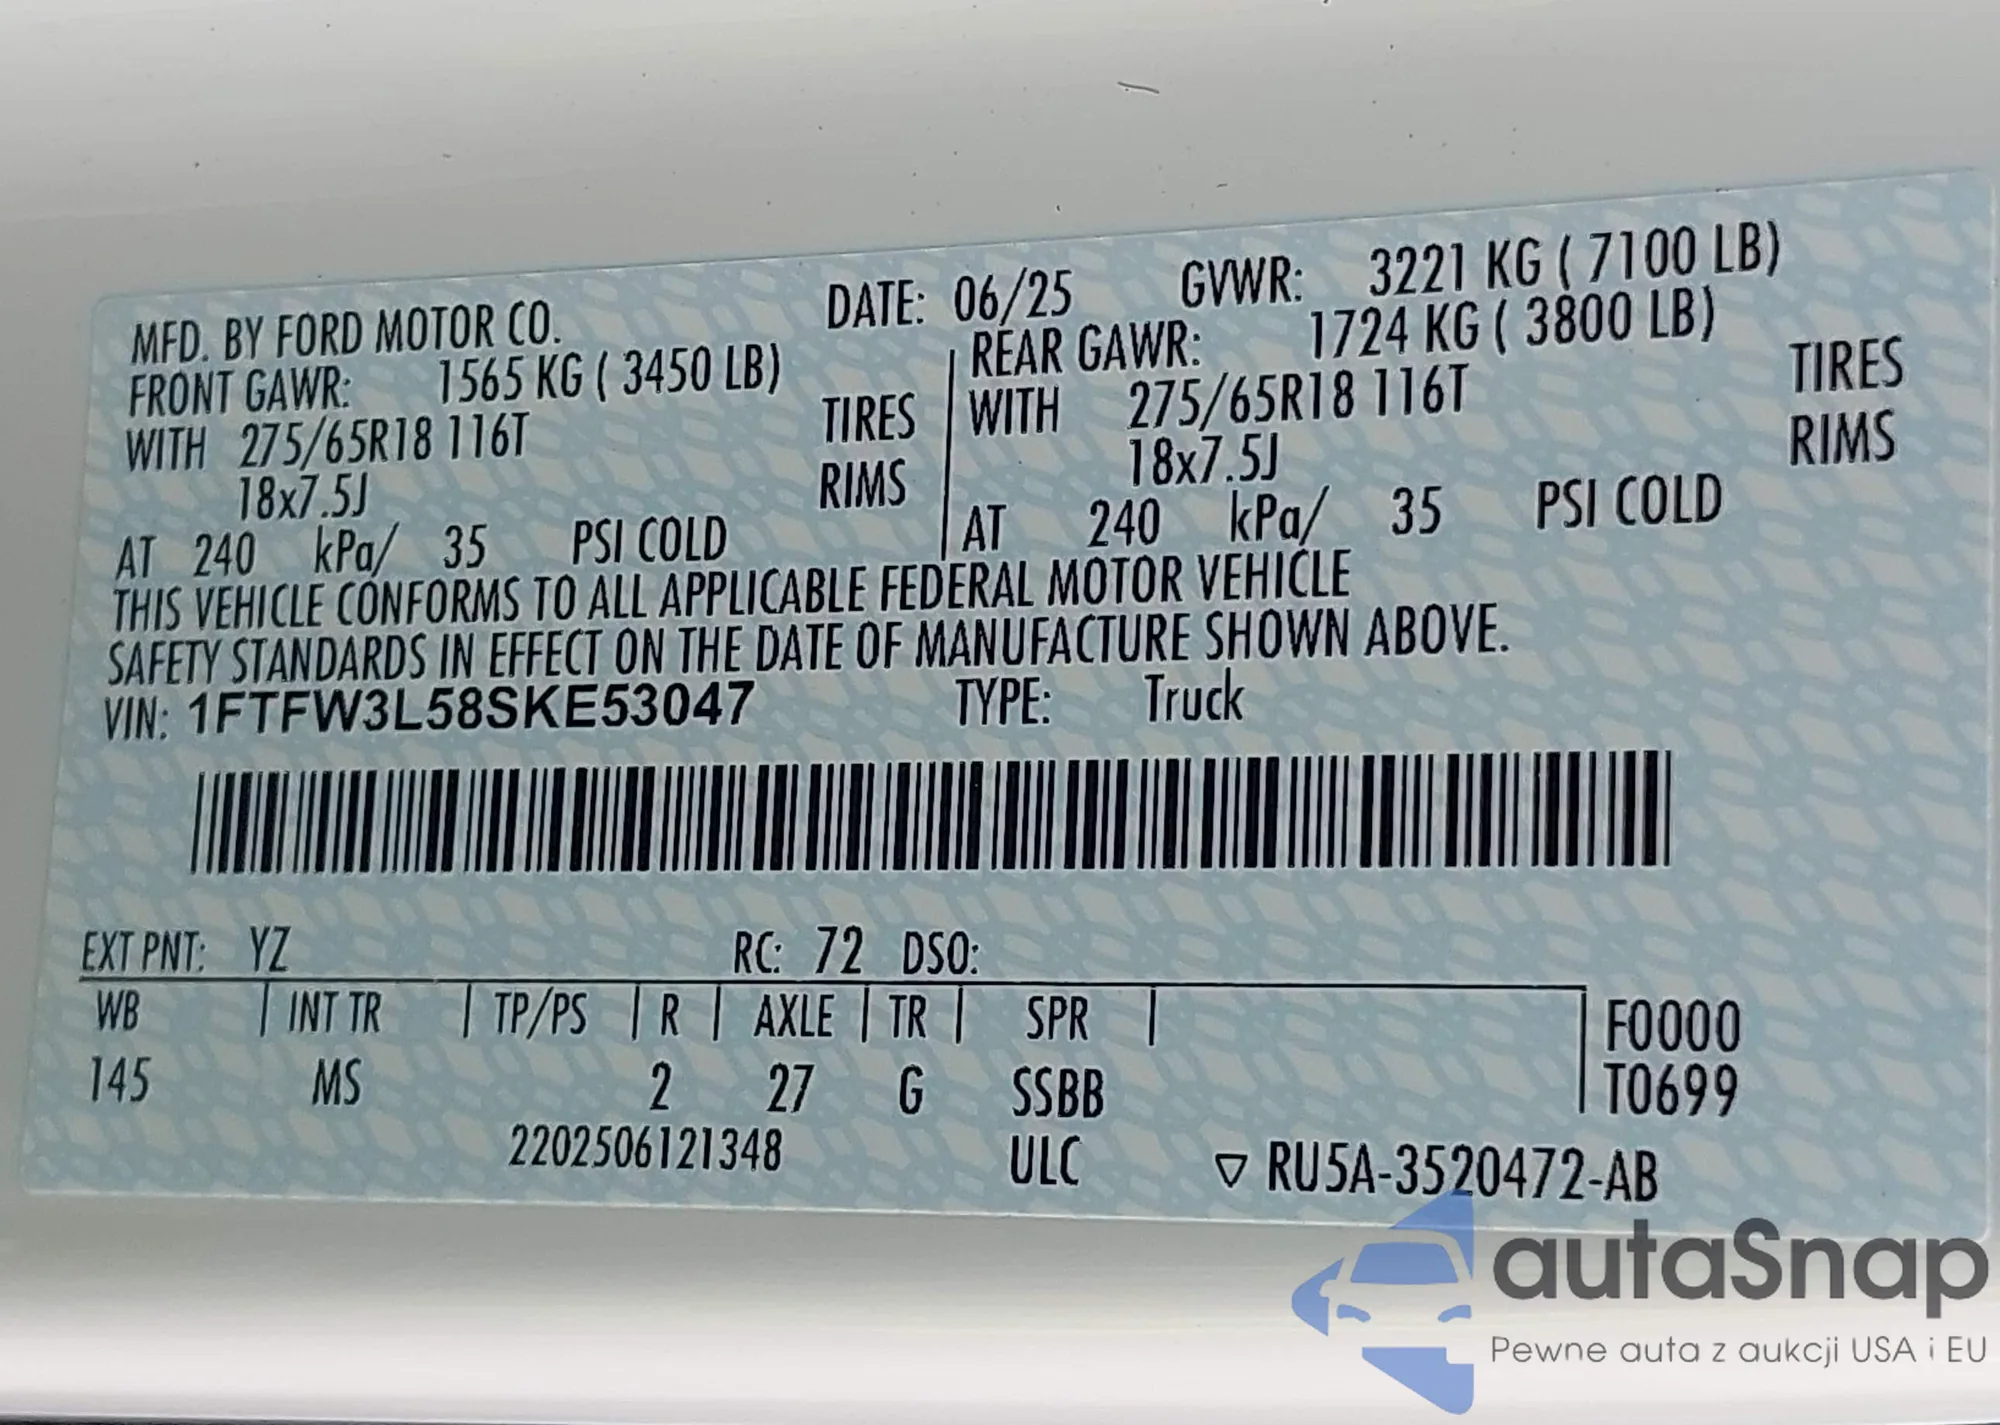 MFD. BY FORD MOTOR CO. DATE: 06/25 GVWR: 3221 KG ( 7100 LB)
FRONT GAWR: 1565 KG ( 3450 LB) REAR GAWR: 1724 KG ( 3800 LB)
WITH 275/65R18 116T TIRES WITH 275/65R18 116T TIRES
18x7.5J RIMS 18x7.5J RIMS
AT 240 kPa/ 35 PSI COLD AT 240 kPa/ 35 PSI COLD
THIS VEHICLE CONFORMS TO ALL APPLICABLE FEDERAL MOTOR VEHICLE
SAFETY STANDARDS IN EFFECT ON THE DATE OF MANUFACTURE SHOWN ABOVE.
VIN: 1FTFW3L58SKE53047 TYPE: Truck
EXT PNT: YZ RC: 72 DSO:
WB | INT TR | TP/PS | R | AXLE | TR | SPR | F0000
145 MS 2 27 G SSBB T0699
2202506121348 ULC ▽ RU5A-3520472-AB
autaSnap
Pewne auta z aukcji USA i EU